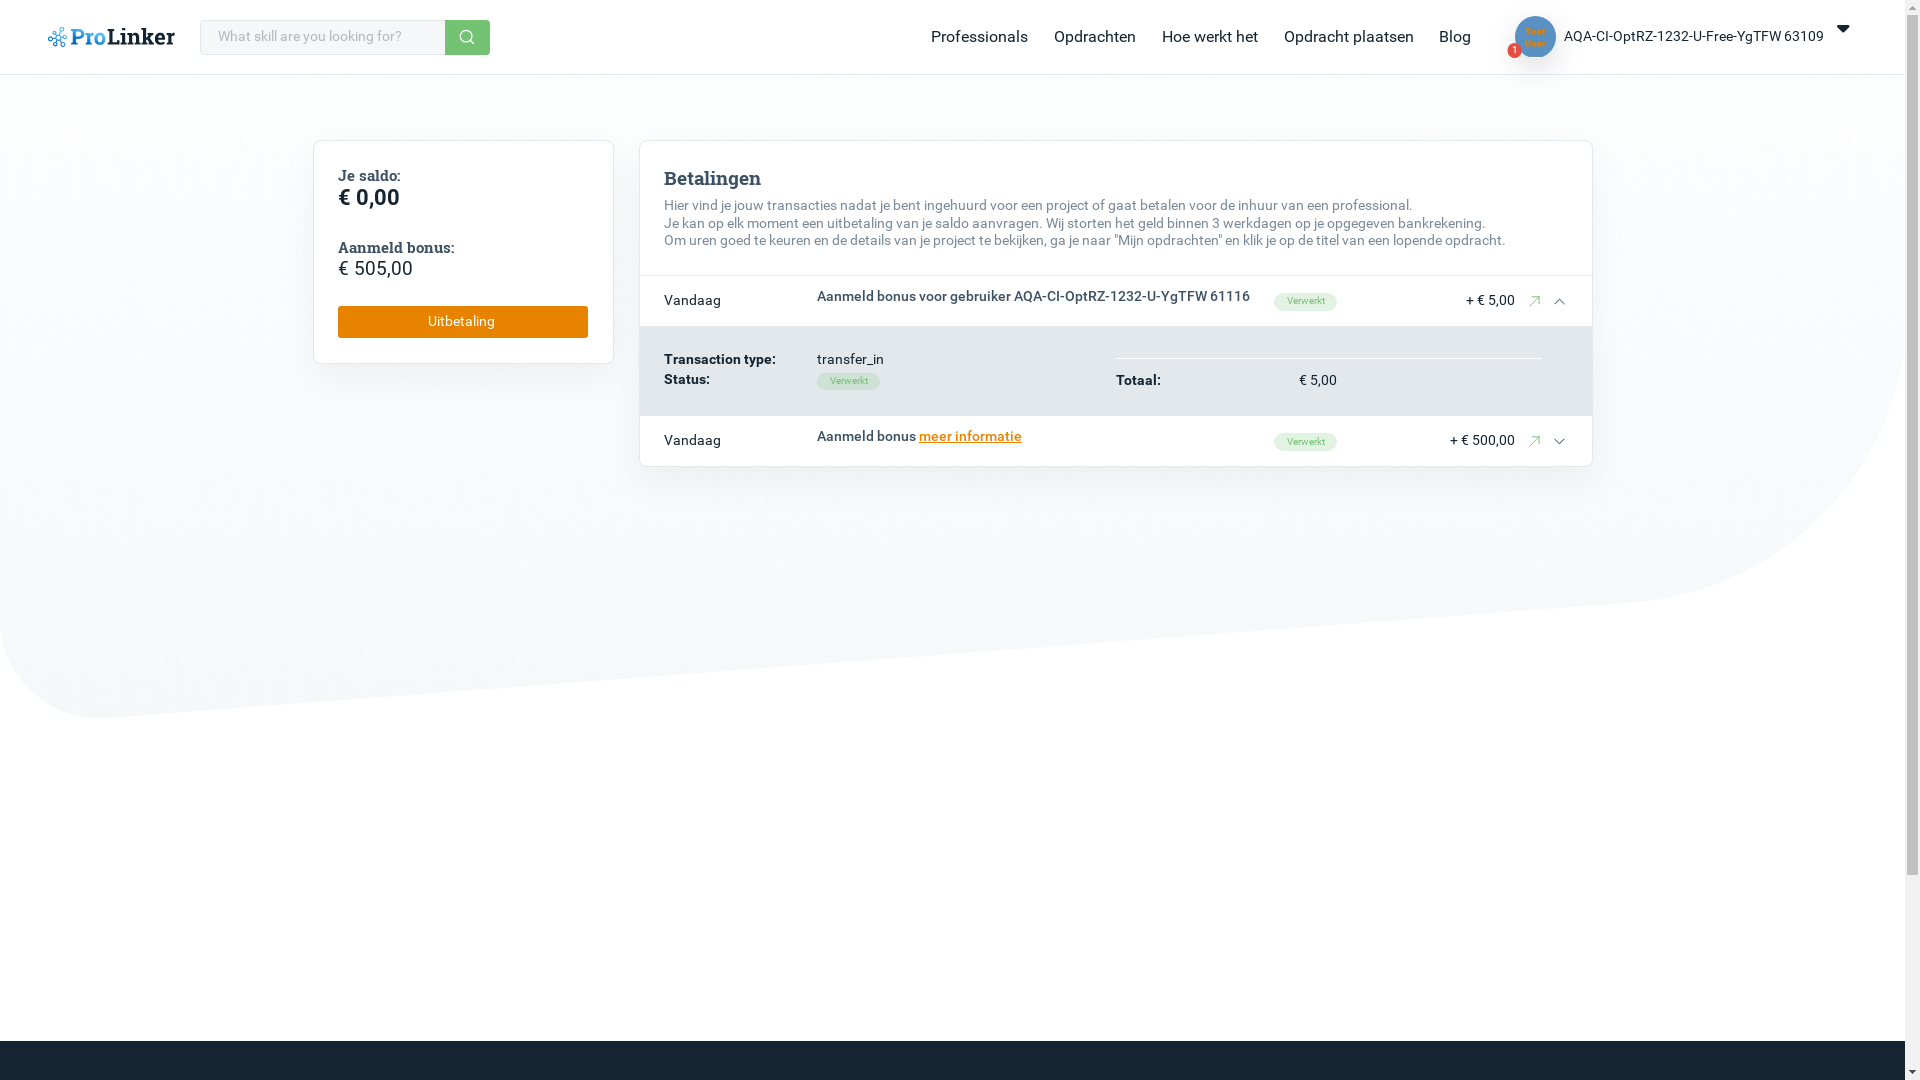 ProLinker
What skill are you looking for?
Professionals
Opdrachten
Hoe werkt het
Opdracht plaatsen
Blog
Test
User
1
AQA-CI-OptRZ-1232-U-Free-YgTFW 63109
Je saldo:
€ 0,00
Aanmeld bonus:
€ 505,00
Uitbetaling
Betalingen
Hier vind je jouw transacties nadat je bent ingehuurd voor een project of gaat betalen voor de inhuur van een professional.
Je kan op elk moment een uitbetaling van je saldo aanvragen. Wij storten het geld binnen 3 werkdagen op je opgegeven bankrekening.
Om uren goed te keuren en de details van je project te bekijken, ga je naar "Mijn opdrachten" en klik je op de titel van een lopende opdracht.
Vandaag
Aanmeld bonus voor gebruiker AQA-CI-OptRZ-1232-U-YgTFW 61116
Verwerkt
+ € 5,00
Transaction type:
transfer_in
Status:
Verwerkt
Totaal:
€ 5,00
Vandaag
Aanmeld bonus meer informatie
Verwerkt
+ € 500,00